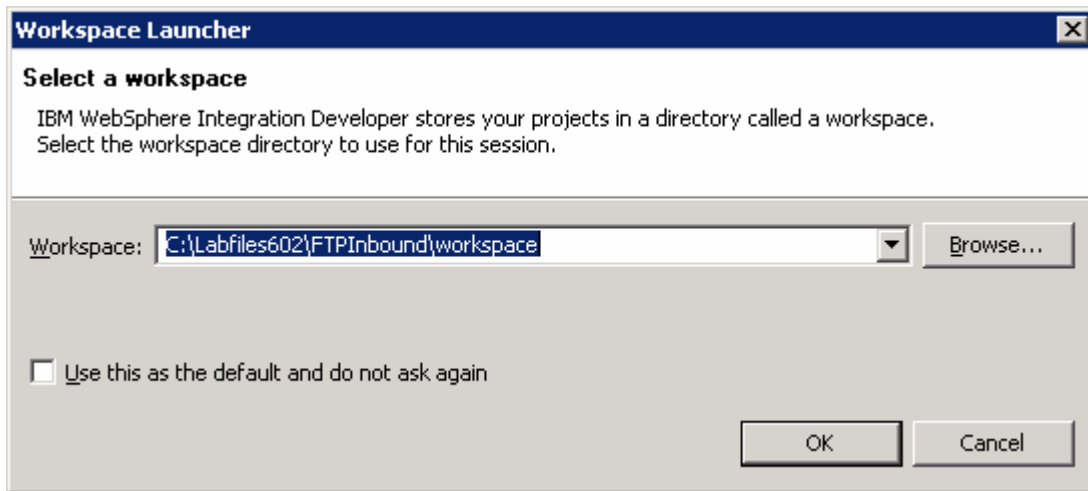 Workspace Launcher
Select a workspace
IBM WebSphere Integration Developer stores your projects in a directory called a workspace.
Select the workspace directory to use for this session.
Workspace: C:\Labfiles602\FTPInbound\workspace Browse...
Use this as the default and do not ask again
OK Cancel